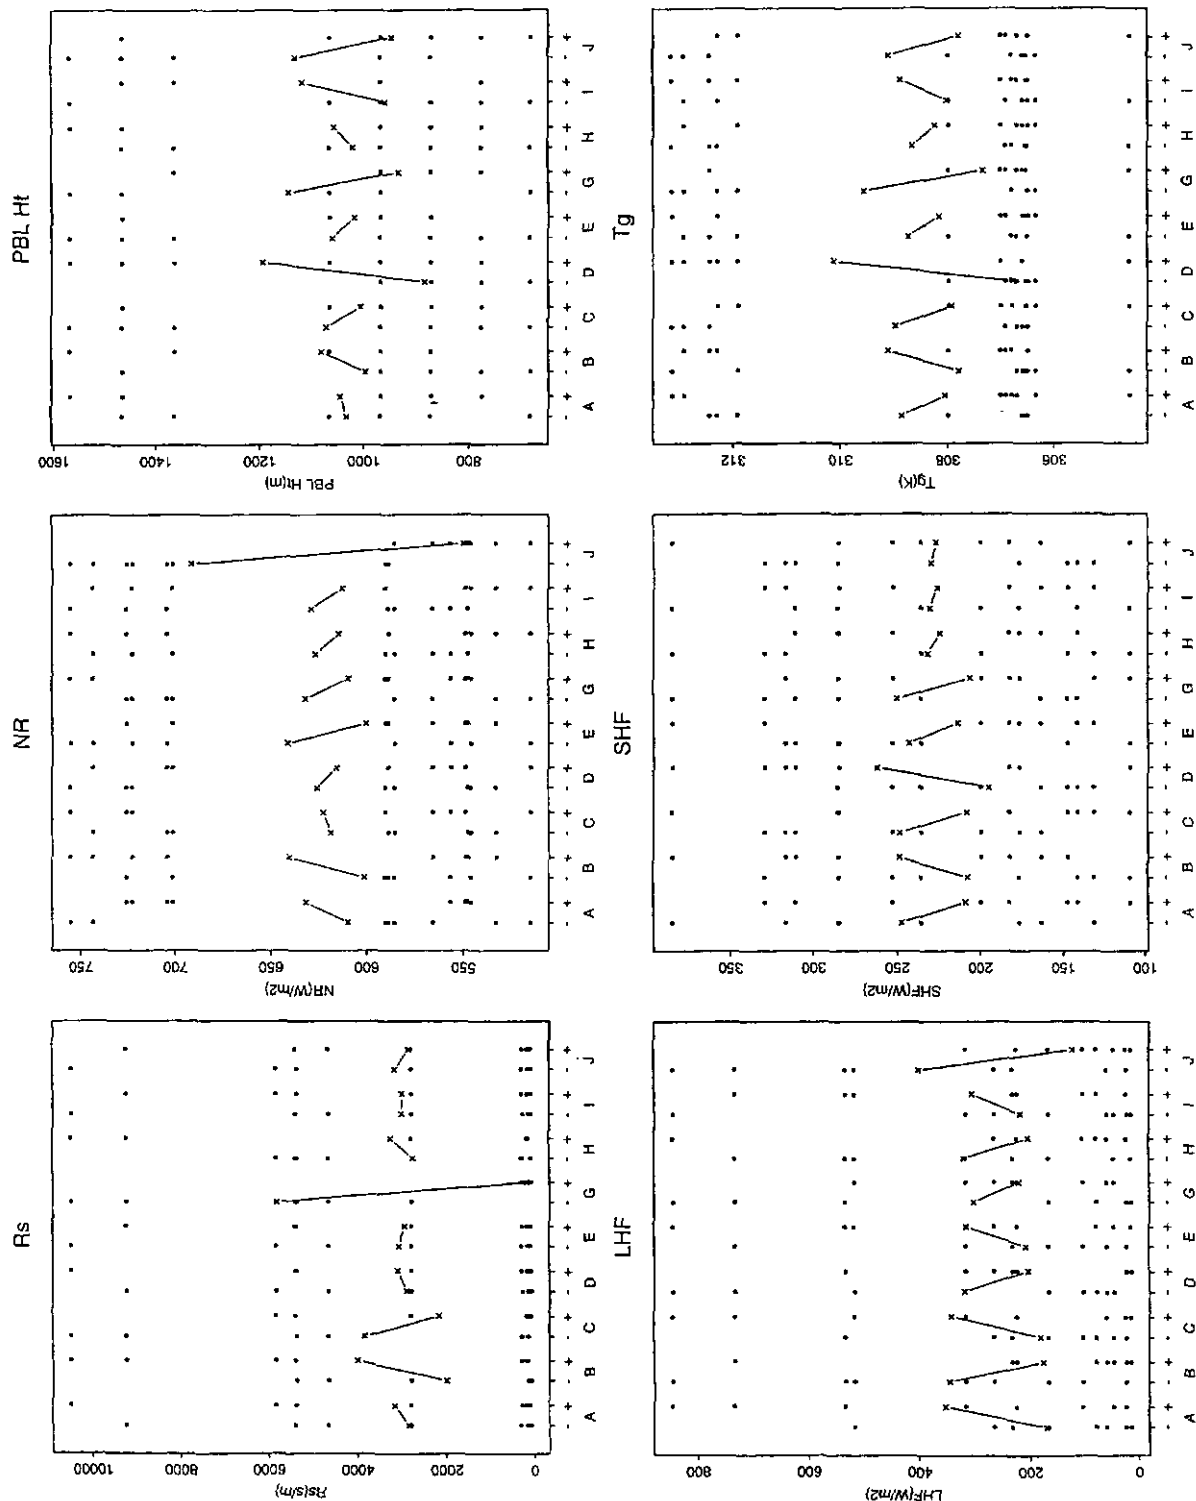 PBL Ht
1600 1400 1200 1000 800
PBL Ht(m)
- + - + - + - + - + - + - + - + - +
A B C D E G H I J
Tg
312 310 308 306
Tg(K)
- + - + - + - + - + - + - + - + - +
A B C D E G H I J
NR
750 700 650 600 550
NR(W/m2)
- + - + - + - + - + - + - + - + - +
A B C D E G H I J
SHF
350 300 250 200 150 100
SHF(W/m2)
- + - + - + - + - + - + - + - + - +
A B C D E G H I J
Rs
10000 8000 6000 4000 2000 0
Rs(s/m)
- + - + - + - + - + - + - + - + - +
A B C D E G H I J
LHF
800 600 400 200 0
LHF(W/m2)
- + - + - + - + - + - + - + - + - +
A B C D E G H I J